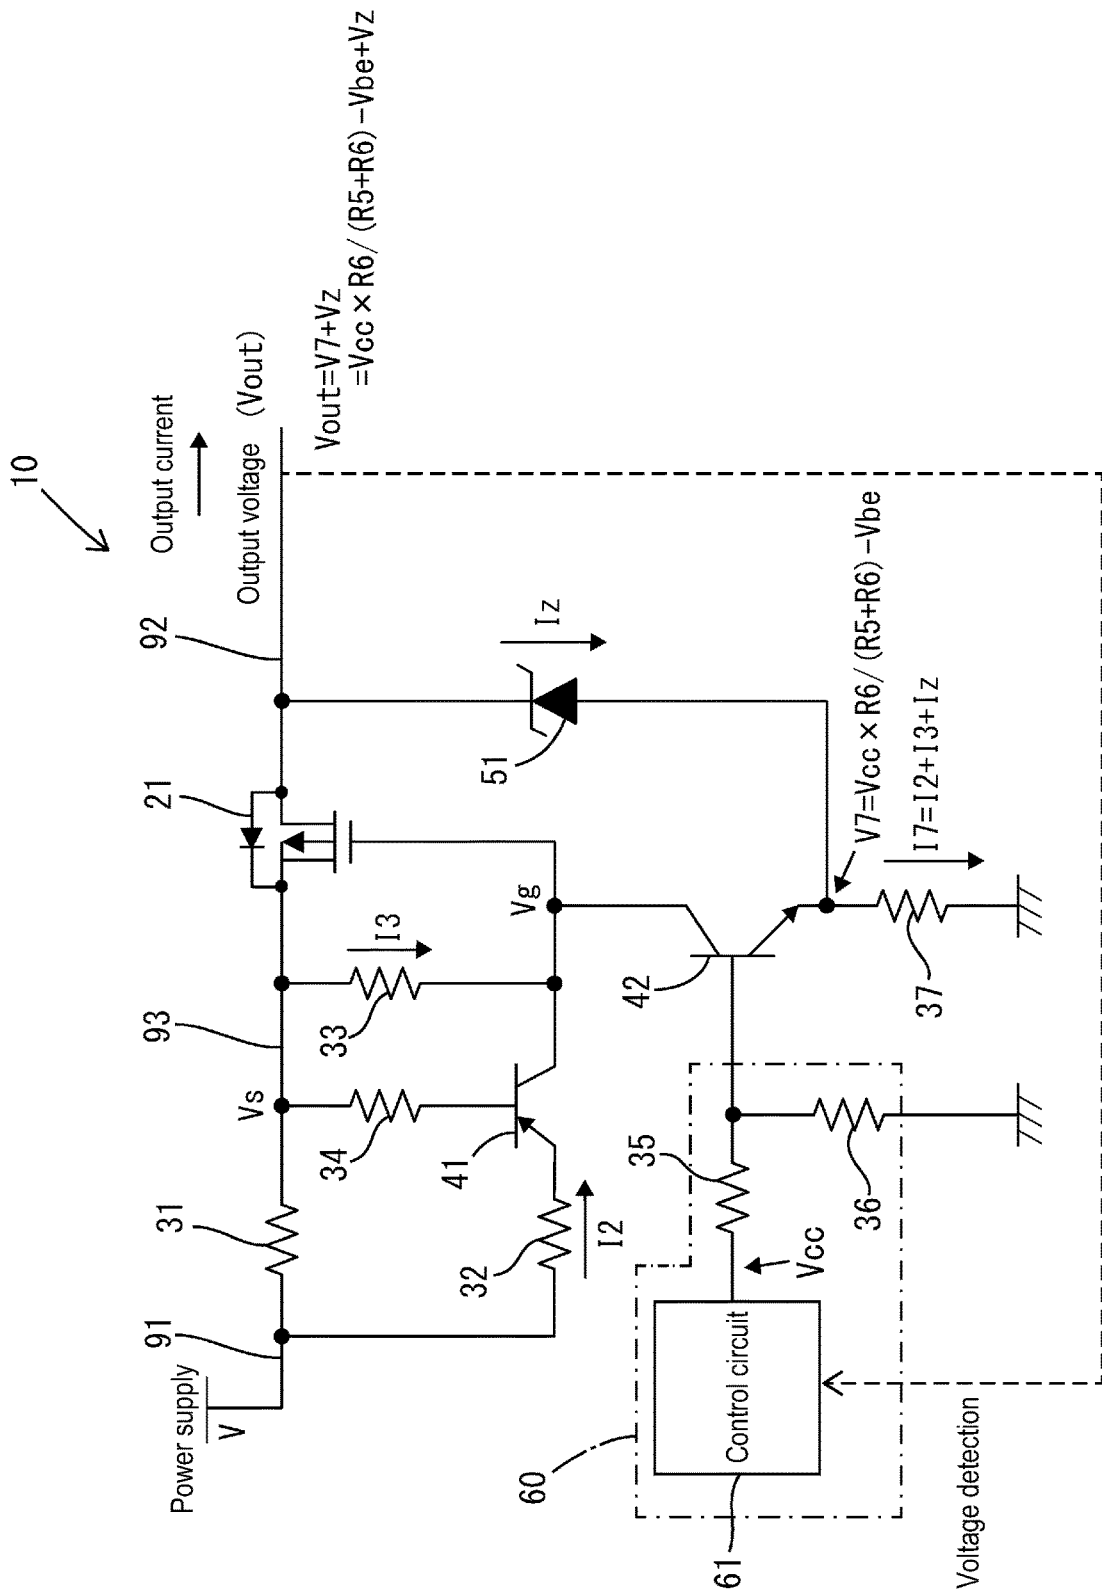 10
Output current
Output voltage (Vout)
Vout=V7+Vz
=Vcc×R6/(R5+R6)-Vbe+Vz
Power supply
V
91
31
Vs
93
21
92
34
33
I3
Vg
41
32
I2
51
Iz
42
V7=Vcc×R6/(R5+R6)-Vbe
I7=I2+I3+Iz
37
35
36
Vcc
60
Control circuit
61
Voltage detection